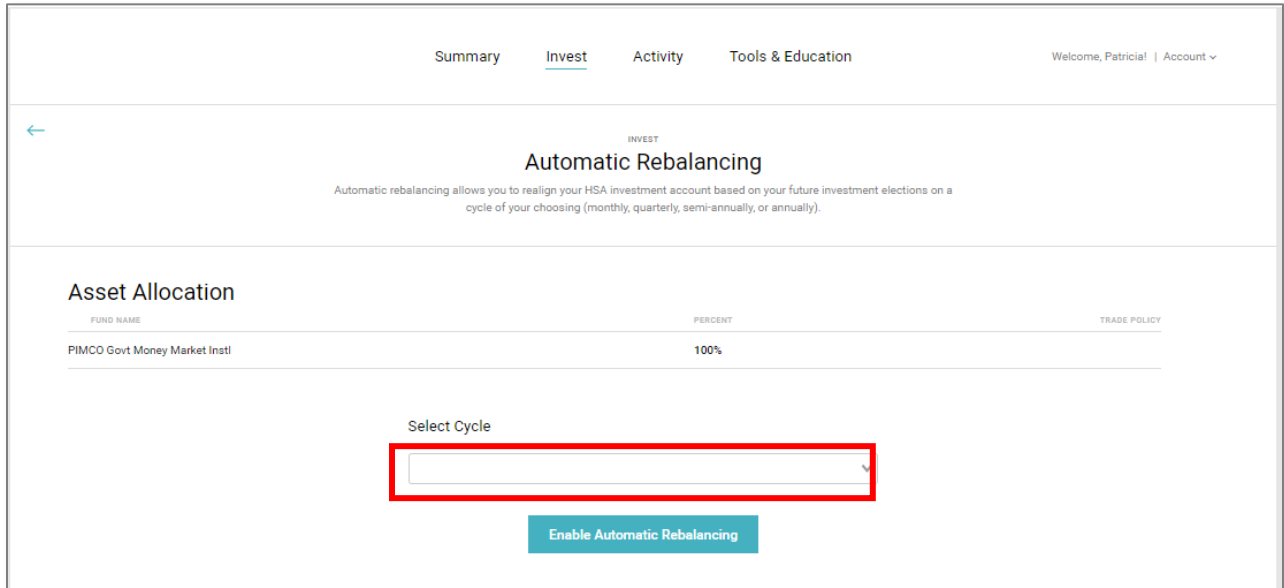 Summary Invest Activity Tools & Education Welcome, Patricia! | Account
INVEST
Automatic Rebalancing
Automatic rebalancing allows you to realign your HSA investment account based on your future investment elections on a
cycle of your choosing (monthly, quarterly, semi-annually, or annually).
Asset Allocation
FUND NAME PERCENT TRADE POLICY
PIMCO Govt Money Market Instl 100%
Select Cycle
Enable Automatic Rebalancing